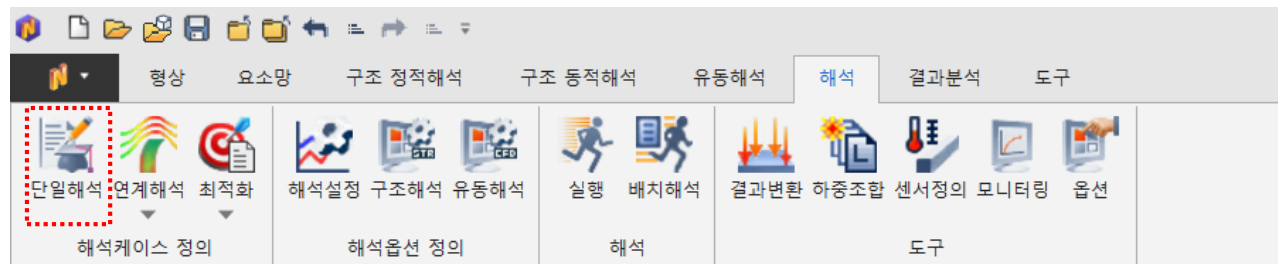 형상 요소망 구조 정적해석 구조 동적해석 유동해석 해석 결과분석 도구
단일해석 연계해석 최적화 해석설정 구조해석 유동해석 실행 배치해석 결과변환 하중조합 센서정의 모니터링 옵션
해석케이스 정의 해석옵션 정의 해석 도구